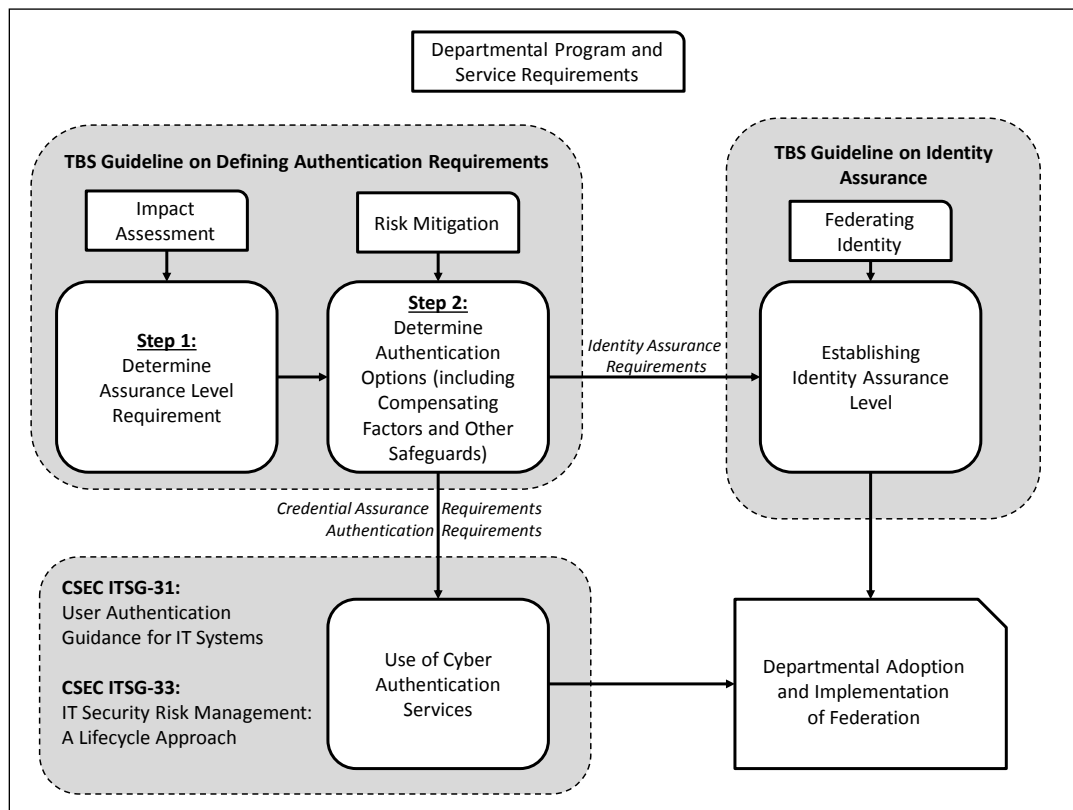 Departmental Program and
Service Requirements
TBS Guideline on Defining Authentication Requirements
Impact
Assessment
Risk Mitigation
Step 1:
Determine
Assurance Level
Requirement
Step 2:
Determine
Authentication
Options (including
Compensating
Factors and Other
Safeguards)
Identity Assurance
Requirements
TBS Guideline on Identity
Assurance
Federating
Identity
Establishing
Identity Assurance
Level
Credential Assurance Requirements
Authentication Requirements
CSEC ITSG-31:
User Authentication
Guidance for IT Systems
CSEC ITSG-33:
IT Security Risk Management:
A Lifecycle Approach
Use of Cyber
Authentication
Services
Departmental Adoption
and Implementation
of Federation